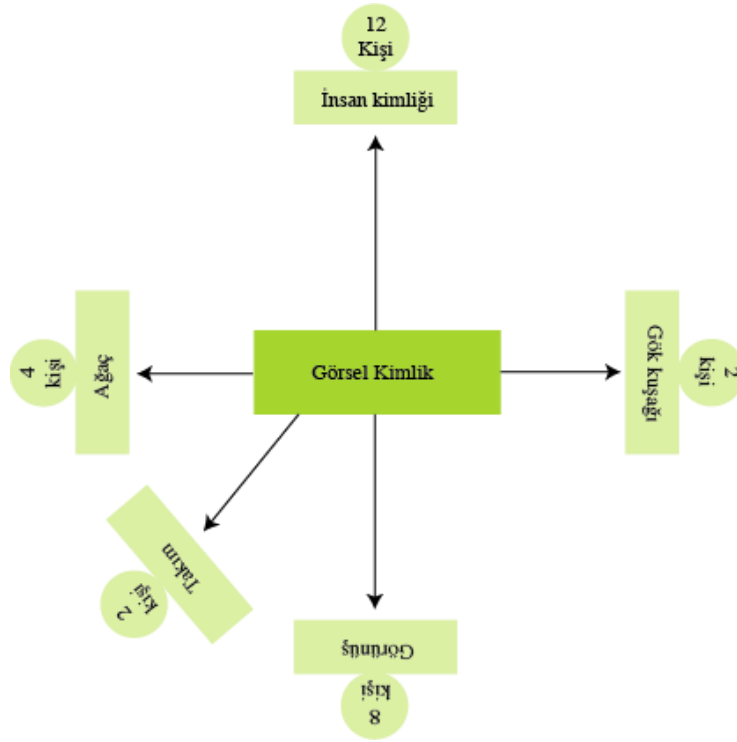 12
Kişi
İnsan kimliği
4
kişi
Ağaç
Görsel Kimlik
Gök kuşağı
2
kişi
Takım
2
kişi
Görünüş
8
kişi